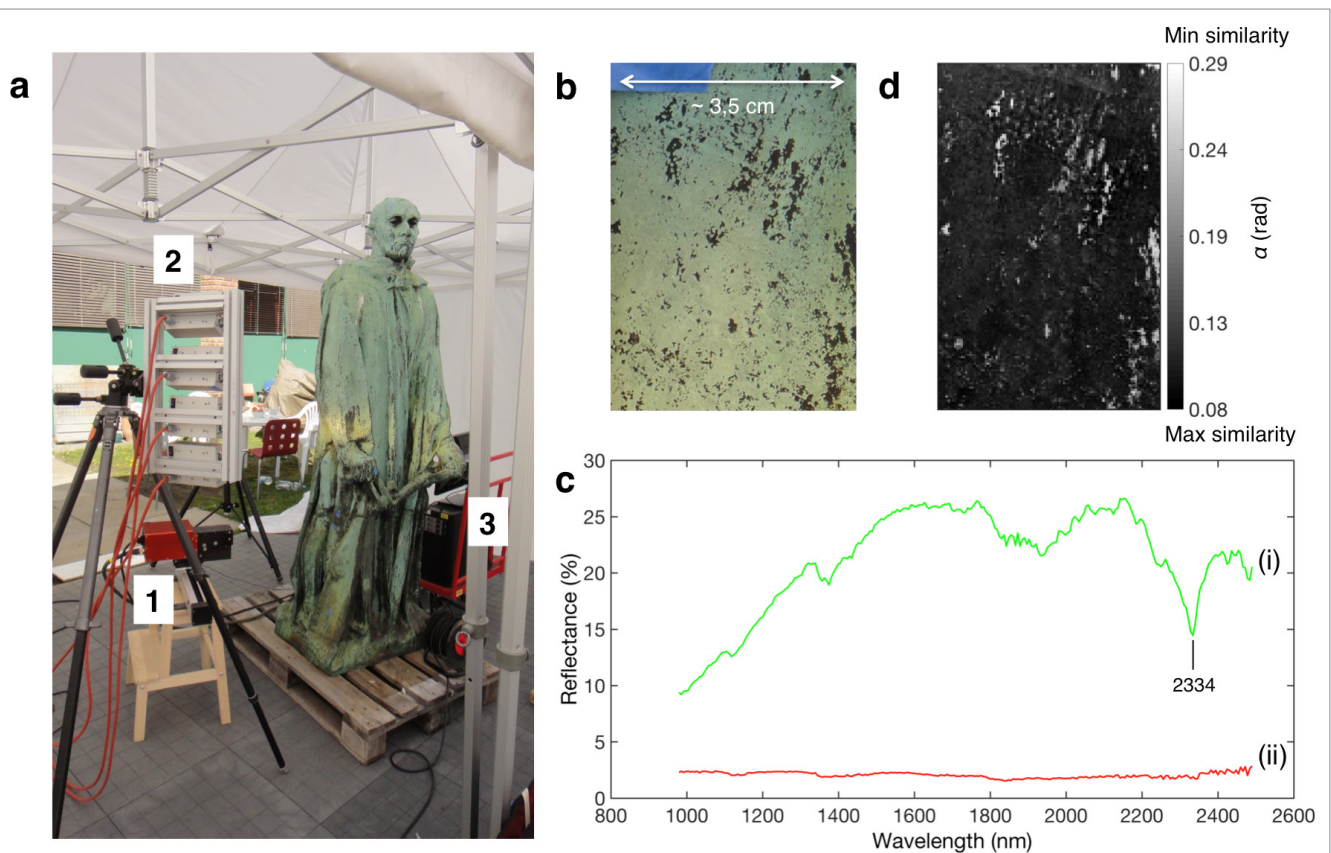 a
2
3
1
b
~ 3,5 cm
d
Min similarity
0.29
0.24
0.19
0.13
0.08
α (rad)
Max similarity
c
30
25
20
15
10
5
0
Reflectance (%)
(i)
2334
(ii)
800 1000 1200 1400 1600 1800 2000 2200 2400 2600
Wavelength (nm)